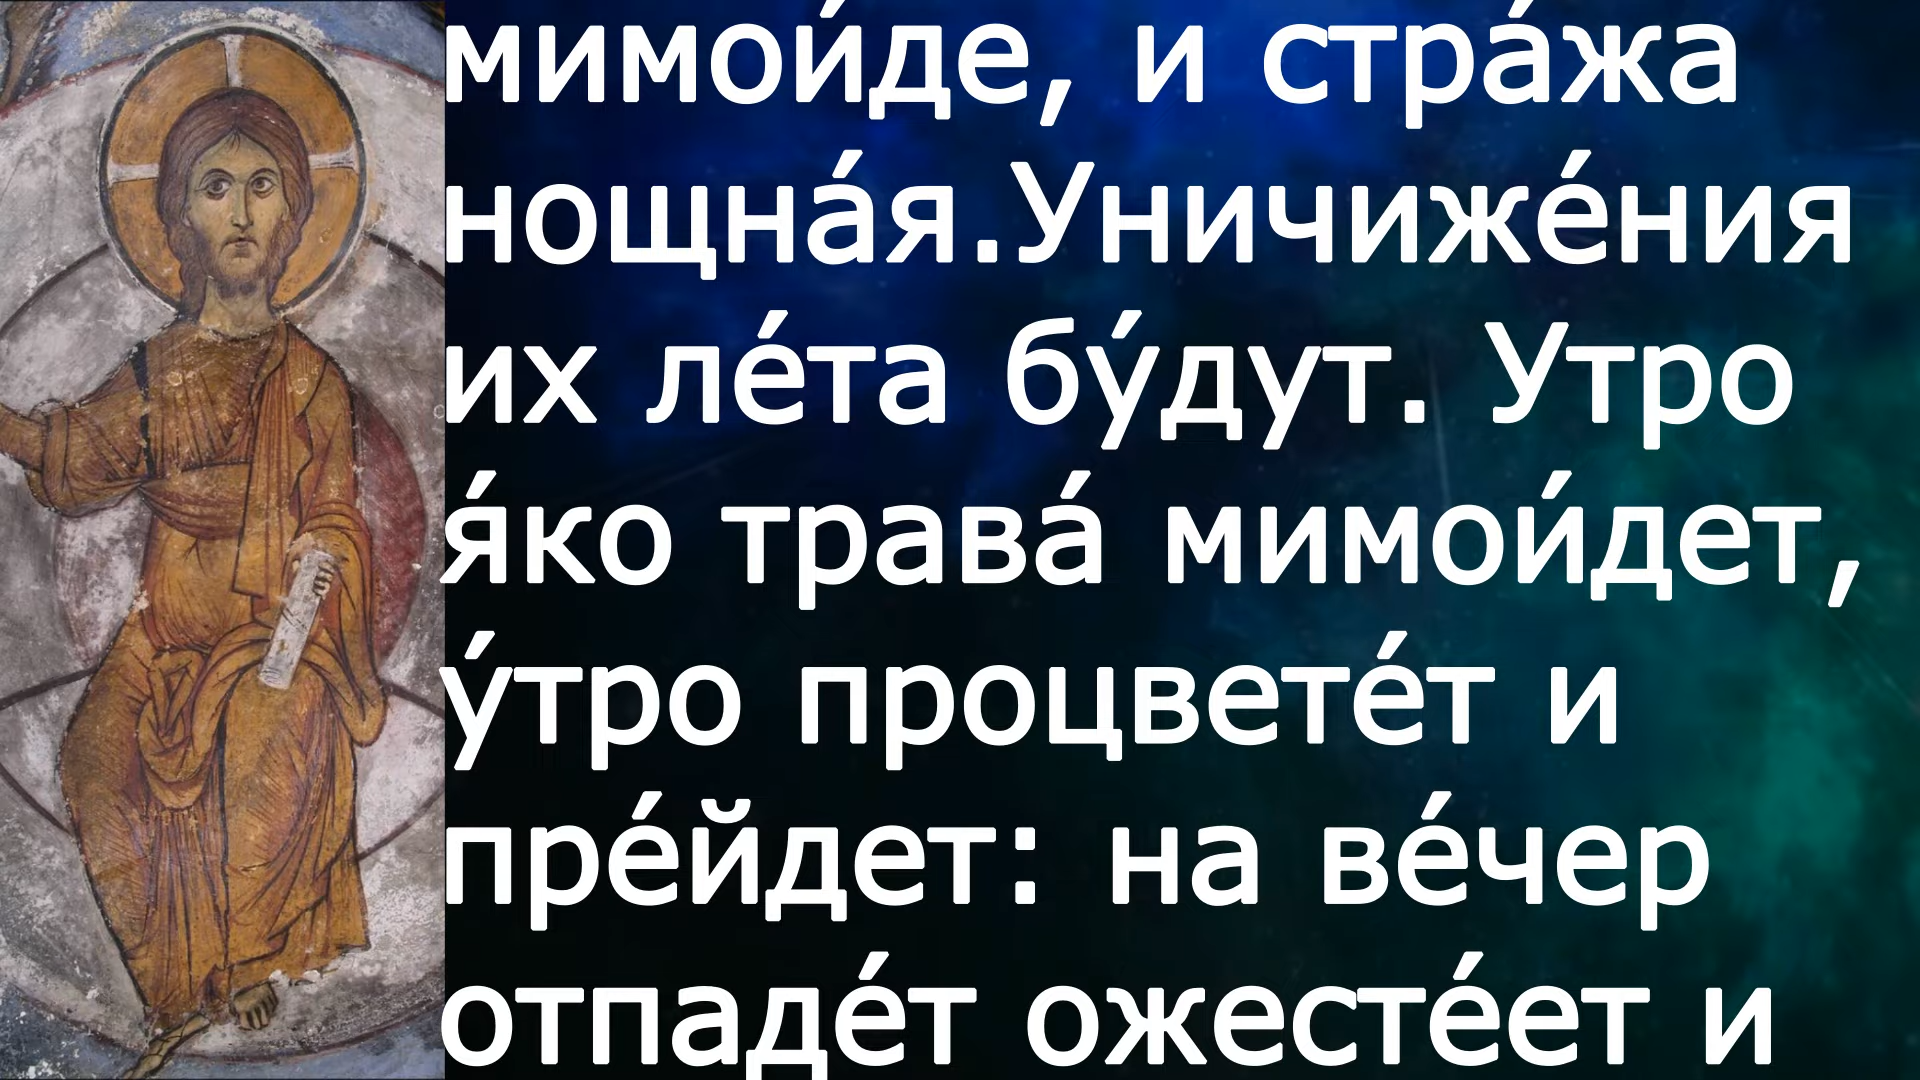 мимои́де, и стра́жа
нощна́я.Уничиже́ния
их ле́та бу́дут. Утро
я́ко трава́ мимои́дет,
у́тро процвете́т и
пре́йдет: на ве́чер
отпаде́т ожесте́ет и